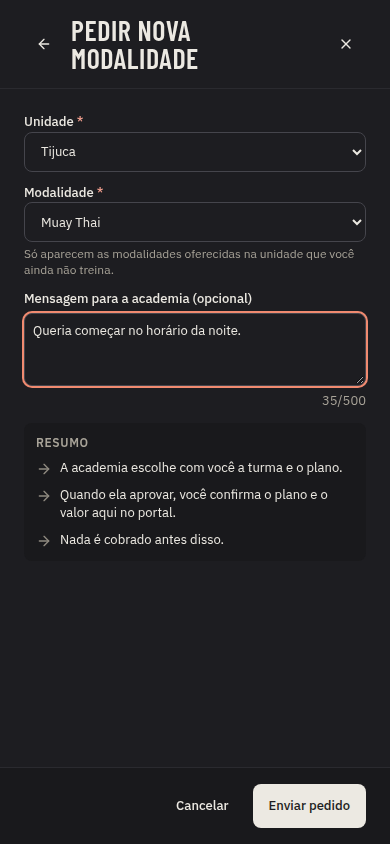 PEDIR NOVA
MODALIDADE
Unidade *
Tijuca
Modalidade *
Muay Thai
Só aparecem as modalidades oferecidas na unidade que você
ainda não treina.
Mensagem para a academia (opcional)
Queria começar no horário da noite.
35/500
RESUMO
A academia escolhe com você a turma e o plano.
Quando ela aprovar, você confirma o plano e o
valor aqui no portal.
Nada é cobrado antes disso.
Cancelar
Enviar pedido